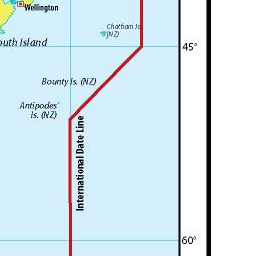 Wellington
Chatham Is.
(NZ)
outh Island
45°
Bounty Is. (NZ)
Antipodes'
Is. (NZ)
International Date Line
60°